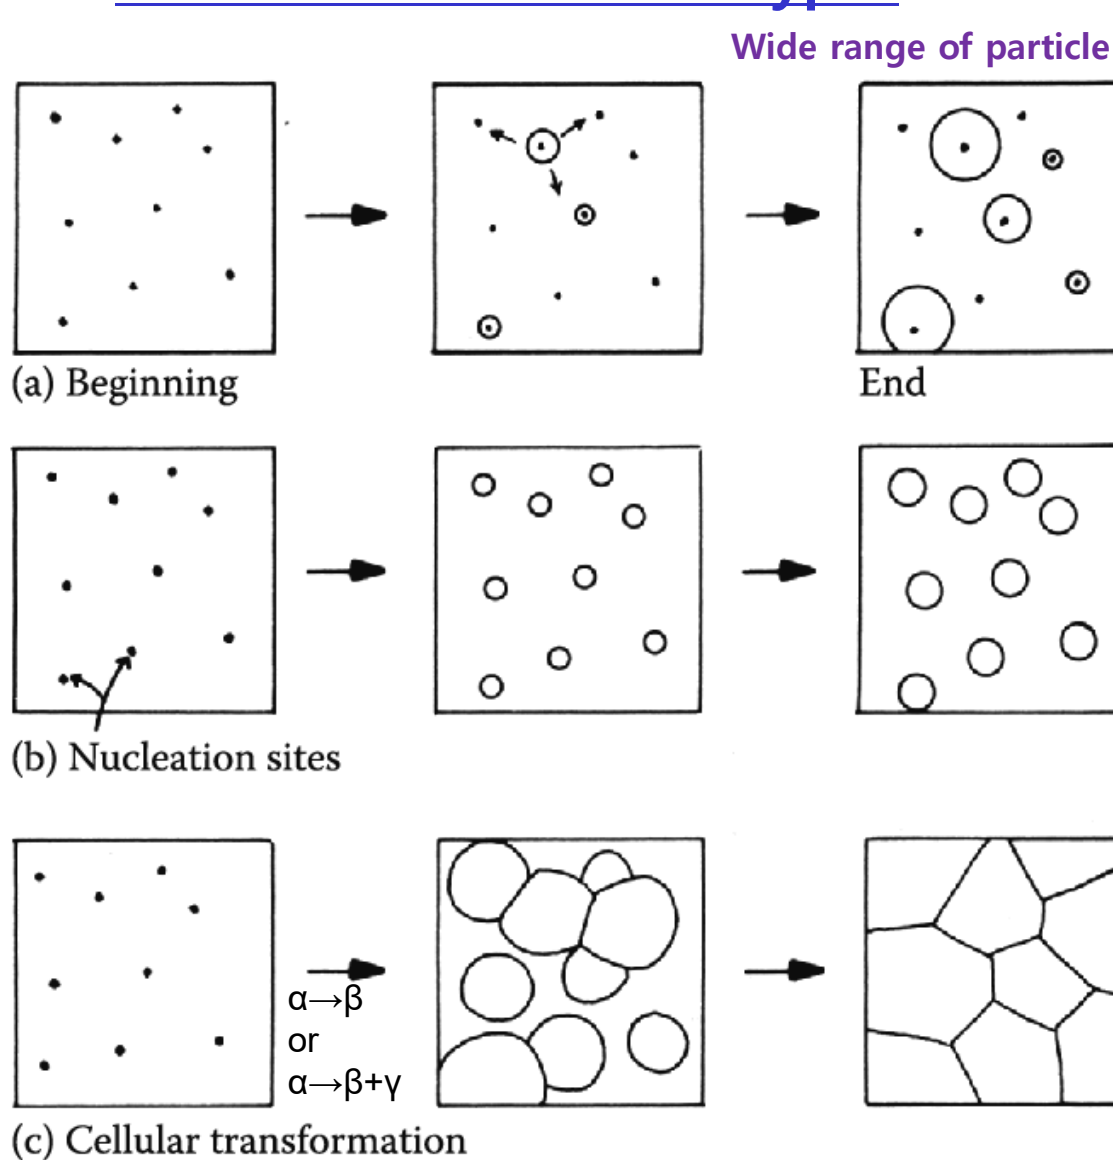 Wide range of particle
(a) Beginning
End
(b) Nucleation sites
α→β
or
α→β+γ
(c) Cellular transformation